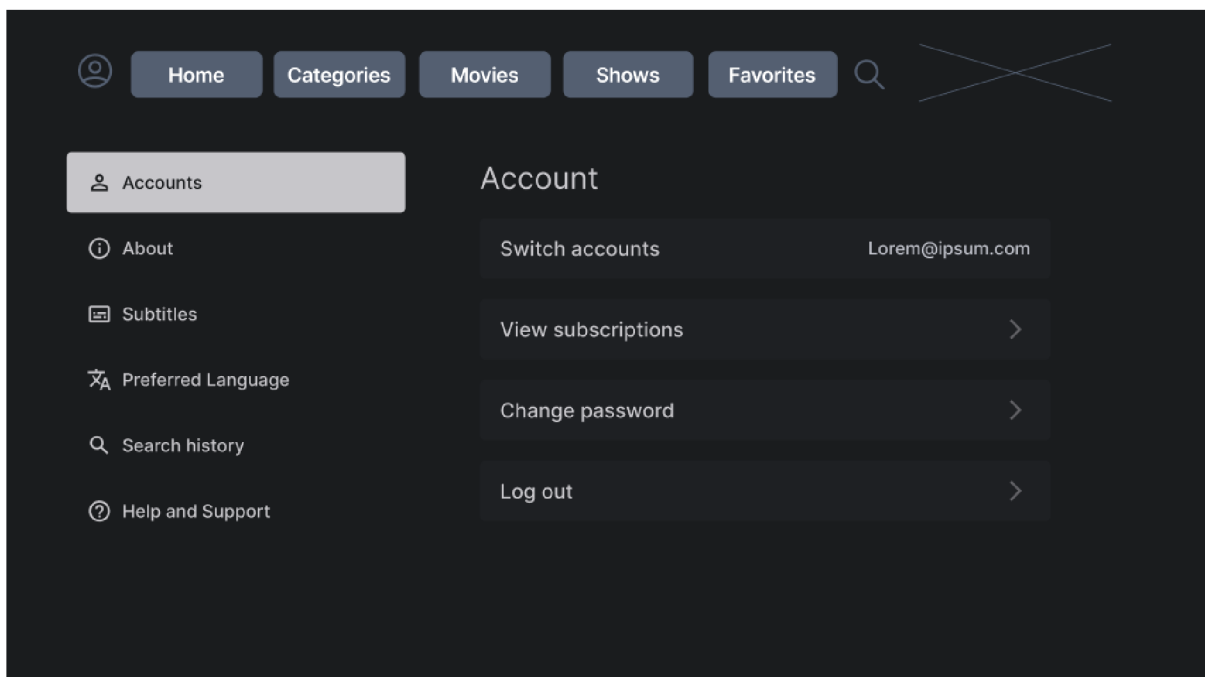 Home Categories Movies Shows Favorites
Accounts
About
Subtitles
Preferred Language
Search history
Help and Support
Account
Switch accounts Lorem@ipsum.com
View subscriptions
Change password
Log out